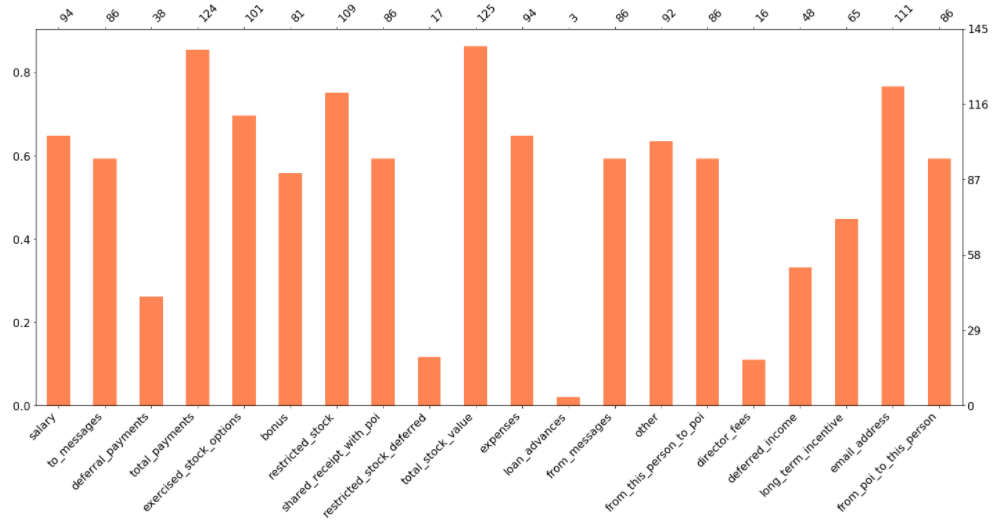 94 86 38 124 101 81 109 86 17 125 94 3 86 92 86 16 48 65 111 86
0.8
0.6
0.4
0.2
0.0
145
116
87
58
29
0
salary
to_messages
deferral_payments
total_payments
exercised_stock_options
bonus
restricted_stock
shared_receipt_with_poi
restricted_stock_deferred
total_stock_value
expenses
loan_advances
from_messages
other
from_this_person_to_poi
director_fees
deferred_income
long_term_incentive
email_address
from_poi_to_this_person